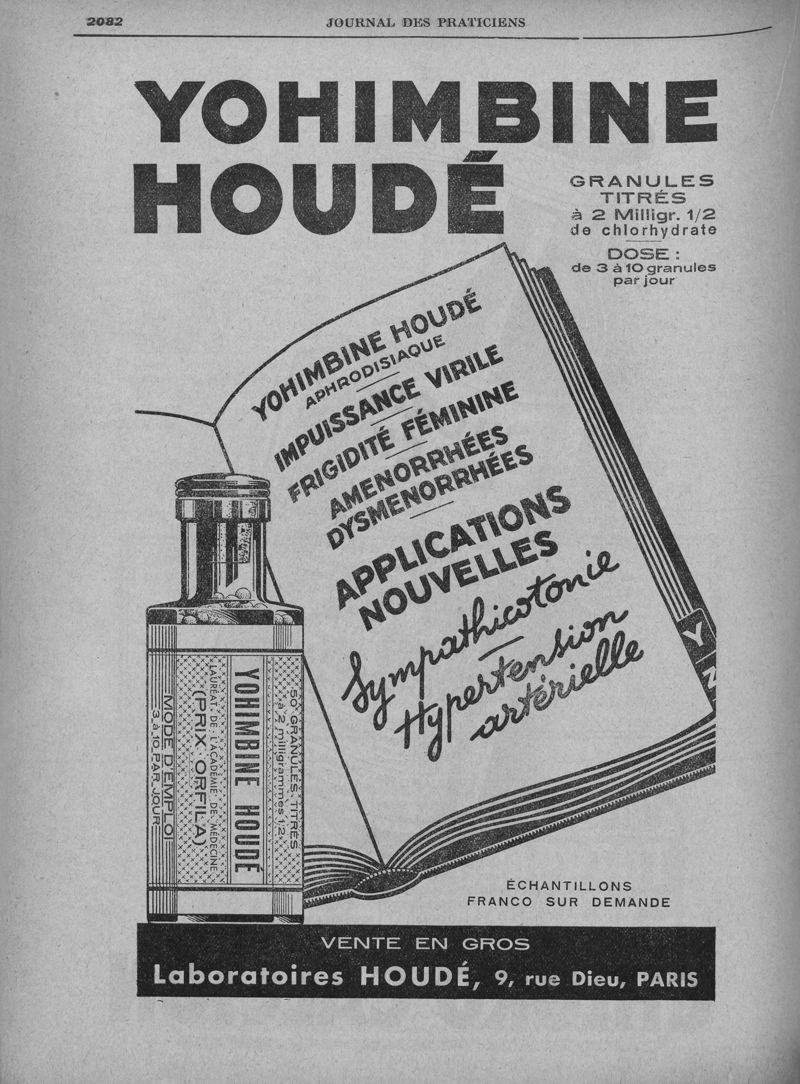 2082
JOURNAL DES PRATICIENS
YOHIMBINE
HOUDÉ
GRANULES
TITRÉS
à 2 Milligr. 1/2
de chlorhydrate
DOSE :
de 3 à 10 granules
par jour
YOHIMBINE HOUDÉ
APHRODISIAQUE
IMPUISSANCE VIRILE
FRIGIDITÉ FÉMININE
AMENORRHÉES
DYSMENORRHÉES
APPLICATIONS
NOUVELLES
Sympathicotonie
Hypertension
artérielle
Y
Z
50 GRANULES TITRÉS
à 2 milligrammes 1/2
YOHIMBINE HOUDÉ
LAURÉAT DE L'ACADÉMIE DE MÉDECINE
(PRIX ORFILA)
MODE D'EMPLOI
3 à 10 PAR JOUR
ÉCHANTILLONS
FRANCO SUR DEMANDE
VENTE EN GROS
Laboratoires HOUDÉ, 9, rue Dieu, PARIS